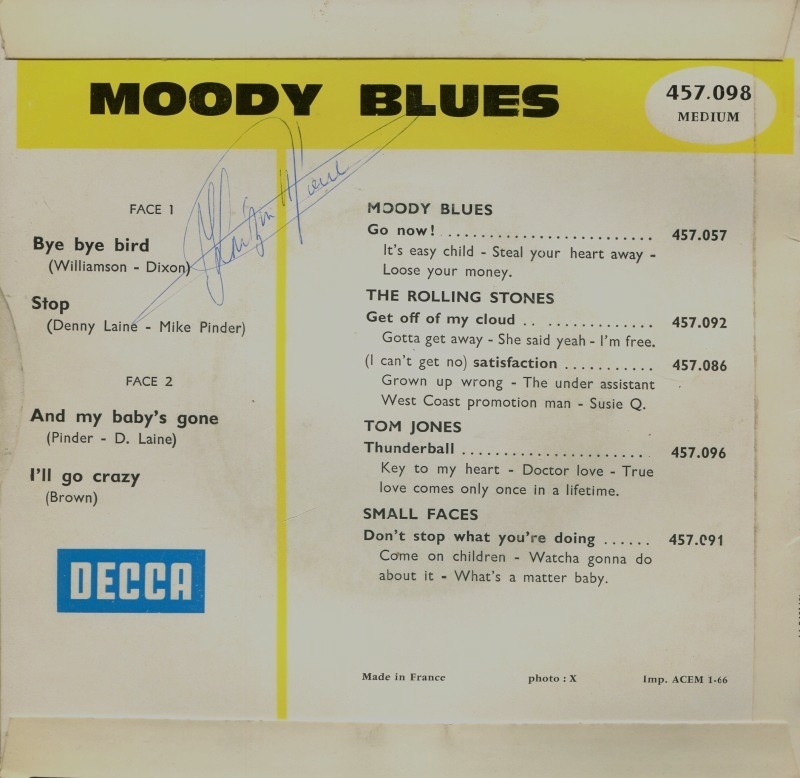 MOODY BLUES
457.098
MEDIUM
FACE 1
Bye bye bird
(Williamson - Dixon)
Stop
(Denny Laine - Mike Pinder)
FACE 2
And my baby's gone
(Pinder - D. Laine)
I'll go crazy
(Brown)
DECCA
MOODY BLUES
Go now! .......................... 457.057
It's easy child - Steal your heart away -
Loose your money.
THE ROLLING STONES
Get off of my cloud .. ............. 457.092
Gotta get away - She said yeah - I'm free.
(I can't get no) satisfaction ........... 457.086
Grown up wrong - The under assistant
West Coast promotion man - Susie Q.
TOM JONES
Thunderball ....................... 457.096
Key to my heart - Doctor love - True
love comes only once in a lifetime.
SMALL FACES
Don't stop what you're doing ...... 457.091
Come on children - Watcha gonna do
about it - What's a matter baby.
Made in France photo : X Imp. ACEM 1-66